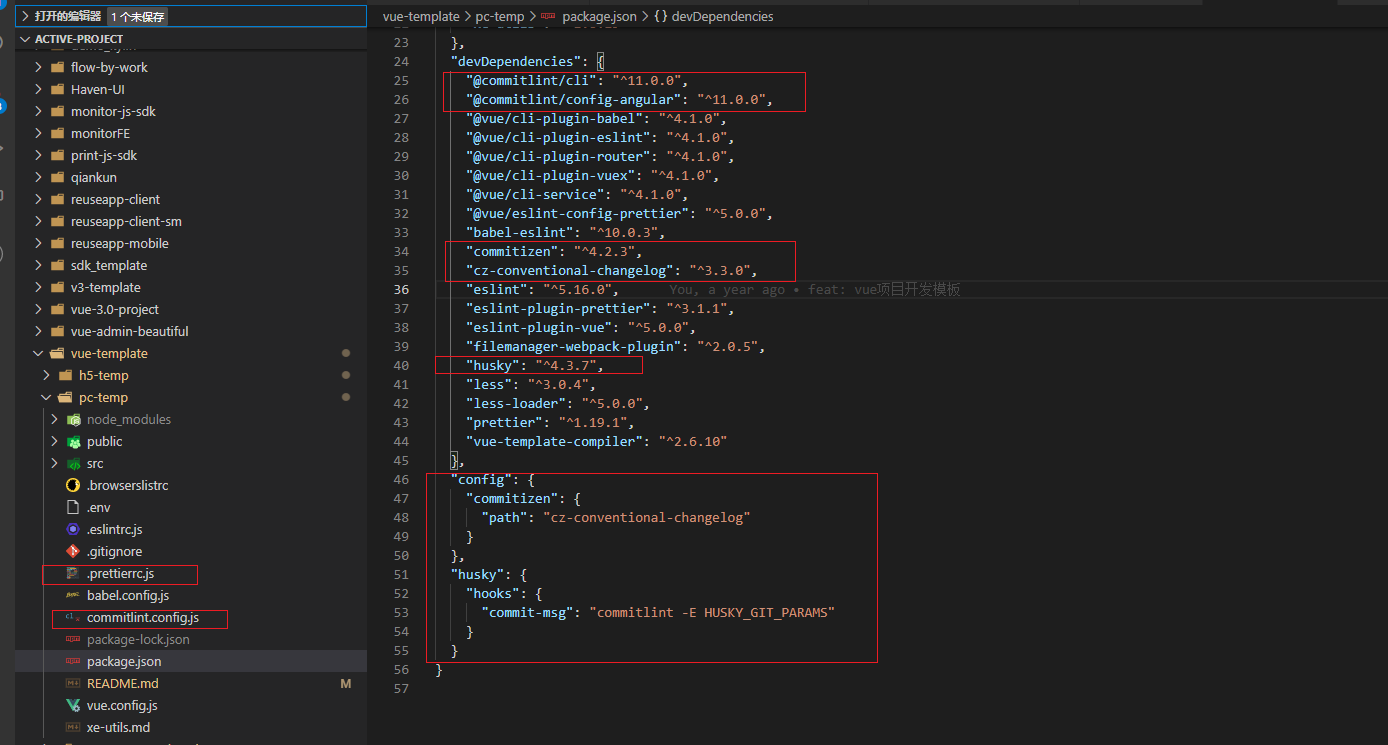 打开的编辑器 1 个未保存
ACTIVE-PROJECT
flow-by-work
Haven-UI
monitor-js-sdk
monitorFE
print-js-sdk
qiankun
reuseapp-client
reuseapp-client-sm
reuseapp-mobile
sdk_template
v3-template
vue-3.0-project
vue-admin-beautiful
vue-template
h5-temp
pc-temp
node_modules
public
src
.browserslistrc
.env
.eslintrc.js
.gitignore
.prettierrc.js
babel.config.js
commitlint.config.js
package-lock.json
package.json
README.md M
vue.config.js
xe-utils.md
vue-template > pc-temp > package.json > {} devDependencies
23 },
24 "devDependencies": {
25 "@commitlint/cli": "^11.0.0",
26 "@commitlint/config-angular": "^11.0.0",
27 "@vue/cli-plugin-babel": "^4.1.0",
28 "@vue/cli-plugin-eslint": "^4.1.0",
29 "@vue/cli-plugin-router": "^4.1.0",
30 "@vue/cli-plugin-vuex": "^4.1.0",
31 "@vue/cli-service": "^4.1.0",
32 "@vue/eslint-config-prettier": "^5.0.0",
33 "babel-eslint": "^10.0.3",
34 "commitizen": "^4.2.3",
35 "cz-conventional-changelog": "^3.3.0",
36 "eslint": "^5.16.0", You, a year ago • feat: vue项目开发模板
37 "eslint-plugin-prettier": "^3.1.1",
38 "eslint-plugin-vue": "^5.0.0",
39 "filemanager-webpack-plugin": "^2.0.5",
40 "husky": "^4.3.7",
41 "less": "^3.0.4",
42 "less-loader": "^5.0.0",
43 "prettier": "^1.19.1",
44 "vue-template-compiler": "^2.6.10"
45 },
46 "config": {
47 "commitizen": {
48 "path": "cz-conventional-changelog"
49 }
50 },
51 "husky": {
52 "hooks": {
53 "commit-msg": "commitlint -E HUSKY_GIT_PARAMS"
54 }
55 }
56 }
57